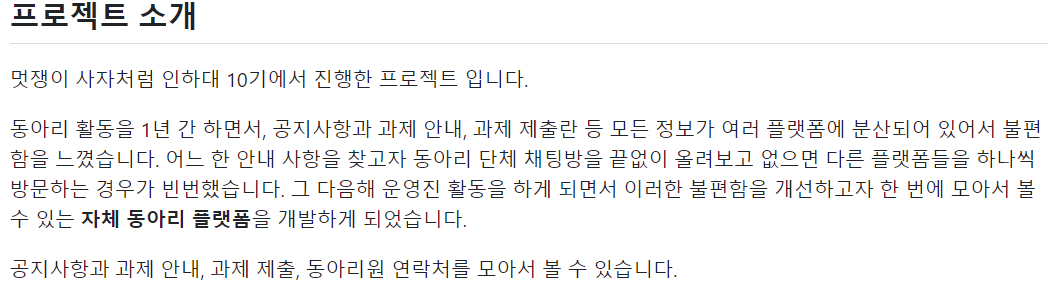 프로젝트 소개
멋쟁이 사자처럼 인하대 10기에서 진행한 프로젝트 입니다.
동아리 활동을 1년 간 하면서, 공지사항과 과제 안내, 과제 제출란 등 모든 정보가 여러 플랫폼에 분산되어 있어서 불편
함을 느꼈습니다. 어느 한 안내 사항을 찾고자 동아리 단체 채팅방을 끝없이 올려보고 없으면 다른 플랫폼들을 하나씩
방문하는 경우가 빈번했습니다. 그 다음해 운영진 활동을 하게 되면서 이러한 불편함을 개선하고자 한 번에 모아서 볼
수 있는 자체 동아리 플랫폼을 개발하게 되었습니다.
공지사항과 과제 안내, 과제 제출, 동아리원 연락처를 모아서 볼 수 있습니다.